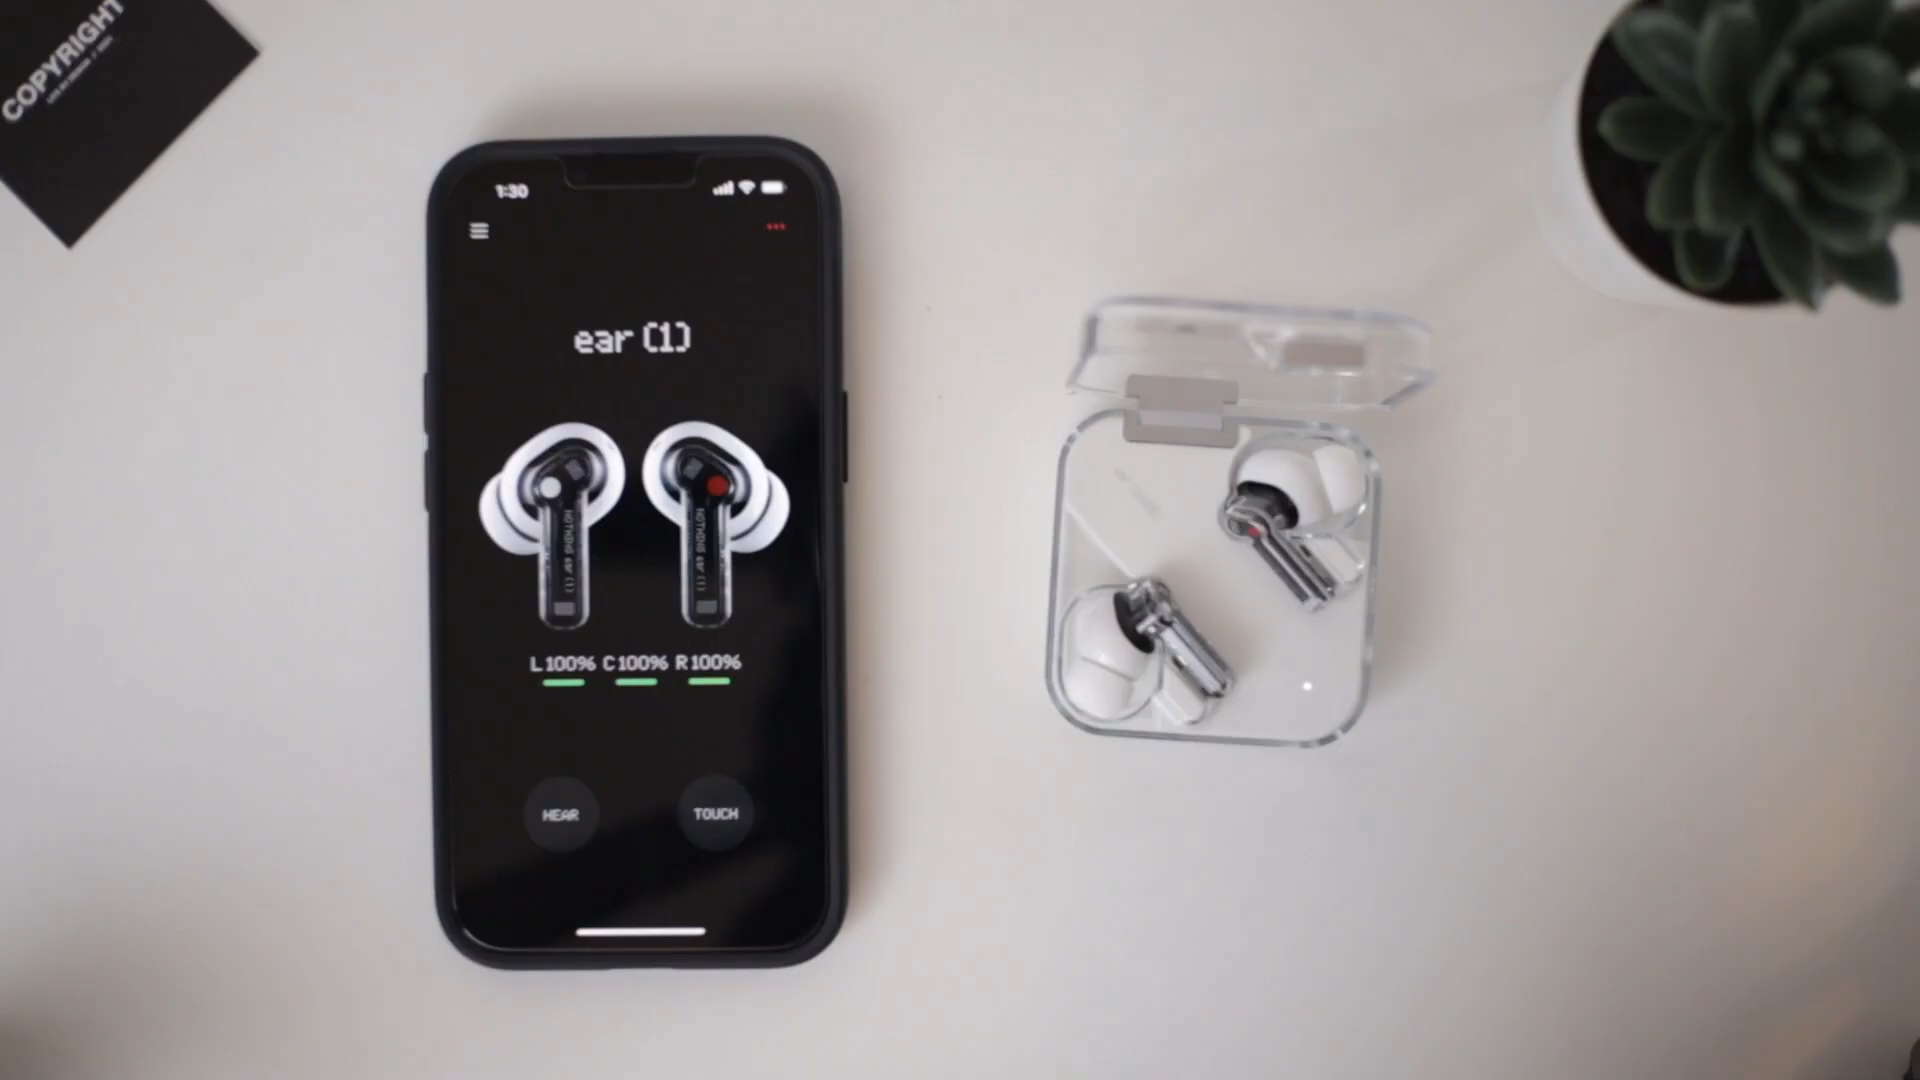 COPYRIGHT
1:30
ear (1)
NOTHING ear (1)
NOTHING ear (1)
L 100% C 100% R 100%
HEAR
TOUCH